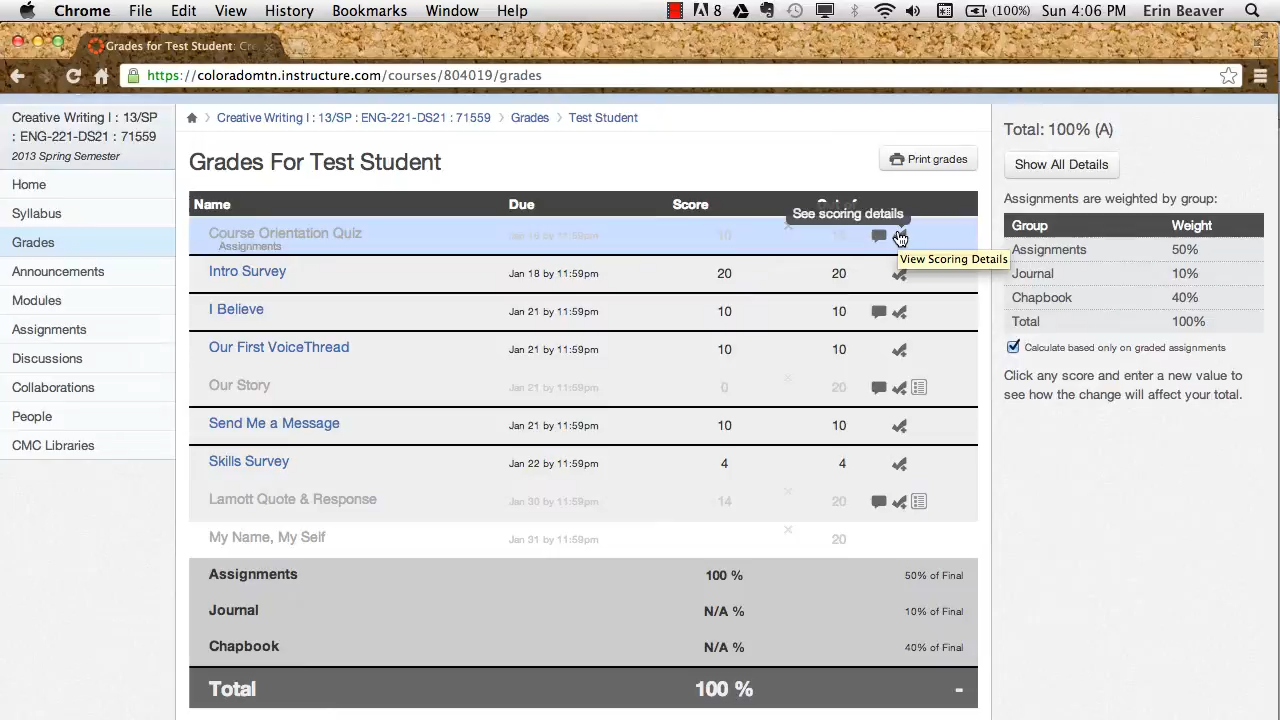 Chrome File Edit View History Bookmarks Window Help 8 (100%) Sun 4:06 PM Erin Beaver
Grades for Test Student:
https://coloradomtn.instructure.com/courses/804019/grades
Creative Writing I : 13/SP
: ENG-221-DS21 : 71559
2013 Spring Semester
Home
Syllabus
Grades
Announcements
Modules
Assignments
Discussions
Collaborations
People
CMC Libraries
Creative Writing I : 13/SP : ENG-221-DS21 : 71559 Grades Test Student
Grades For Test Student
Print grades
Name Due Score
See scoring details
Course Orientation Quiz Jan 16 by 11:59pm 10
Assignments
View Scoring Details
Intro Survey Jan 18 by 11:59pm 20 20
I Believe Jan 21 by 11:59pm 10 10
Our First VoiceThread Jan 21 by 11:59pm 10 10
Our Story Jan 21 by 11:59pm 0 20
Send Me a Message Jan 21 by 11:59pm 10 10
Skills Survey Jan 22 by 11:59pm 4 4
Lamott Quote & Response Jan 30 by 11:59pm 14 20
My Name, My Self Jan 31 by 11:59pm 20
Assignments 100 % 50% of Final
Journal N/A % 10% of Final
Chapbook N/A % 40% of Final
Total 100 % -
Total: 100% (A)
Show All Details
Assignments are weighted by group:
Group Weight
Assignments 50%
Journal 10%
Chapbook 40%
Total 100%
Calculate based only on graded assignments
Click any score and enter a new value to
see how the change will affect your total.